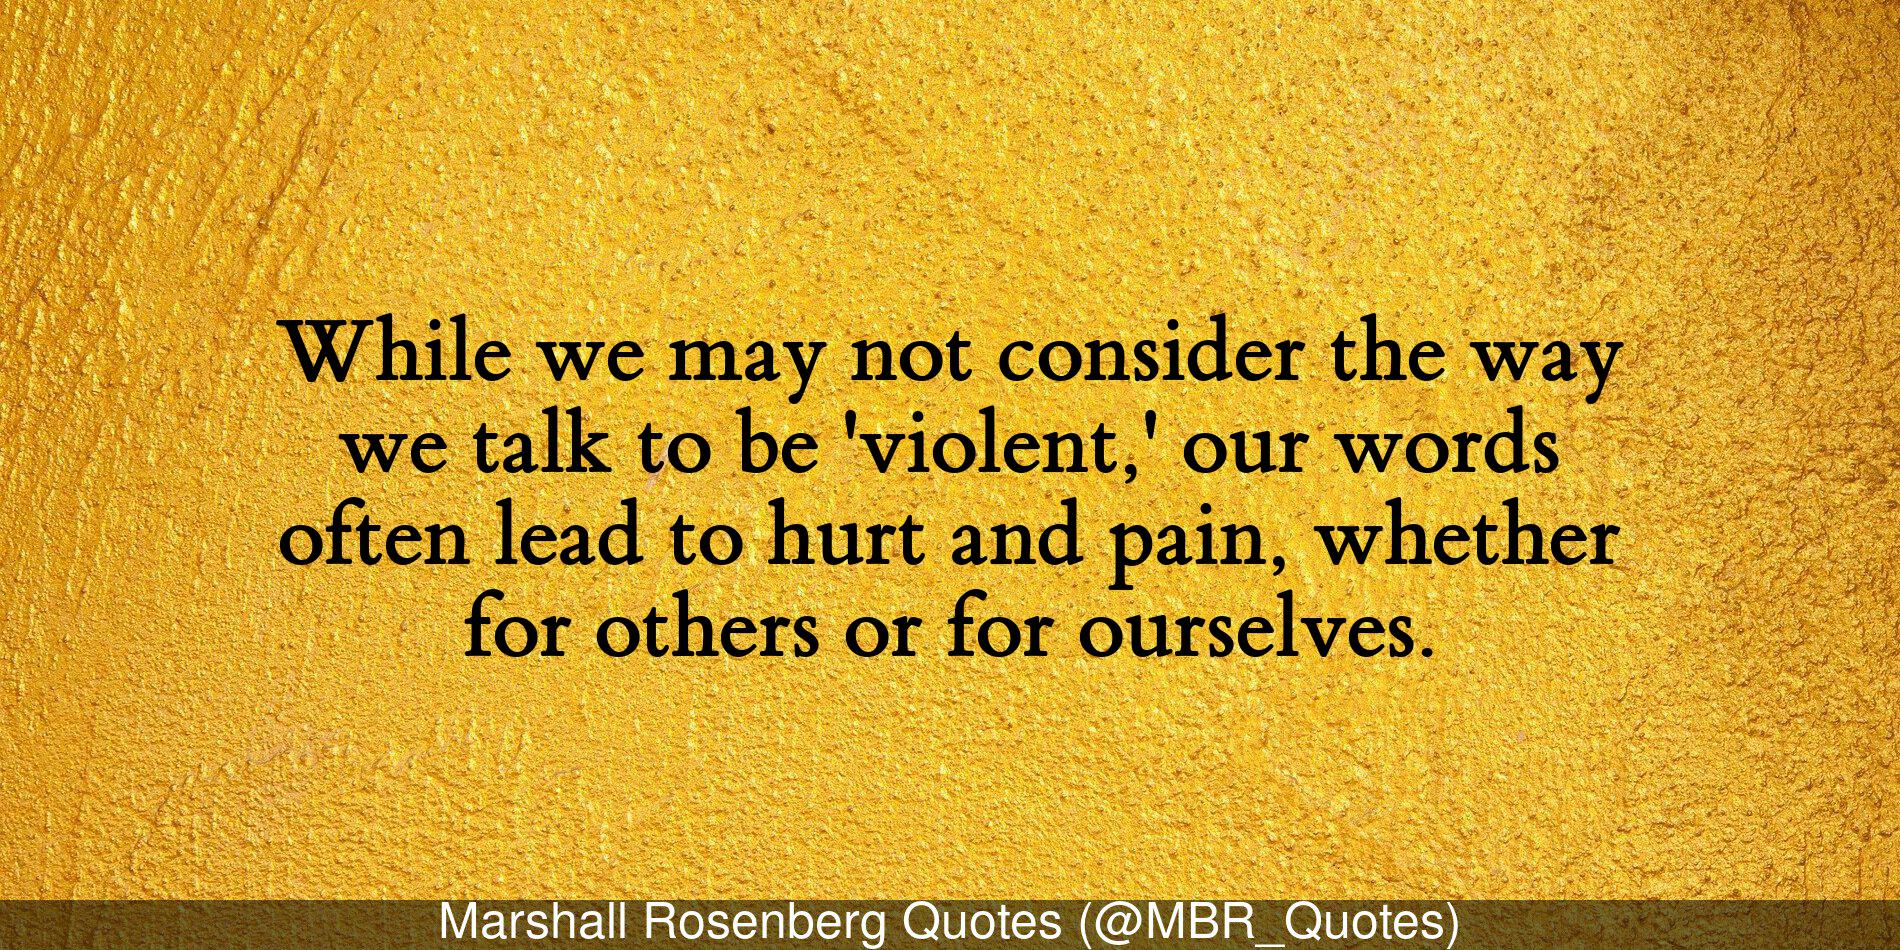 While we may not consider the way
we talk to be 'violent,' our words
often lead to hurt and pain, whether
for others or for ourselves.
Marshall Rosenberg Quotes (@MBR_Quotes)